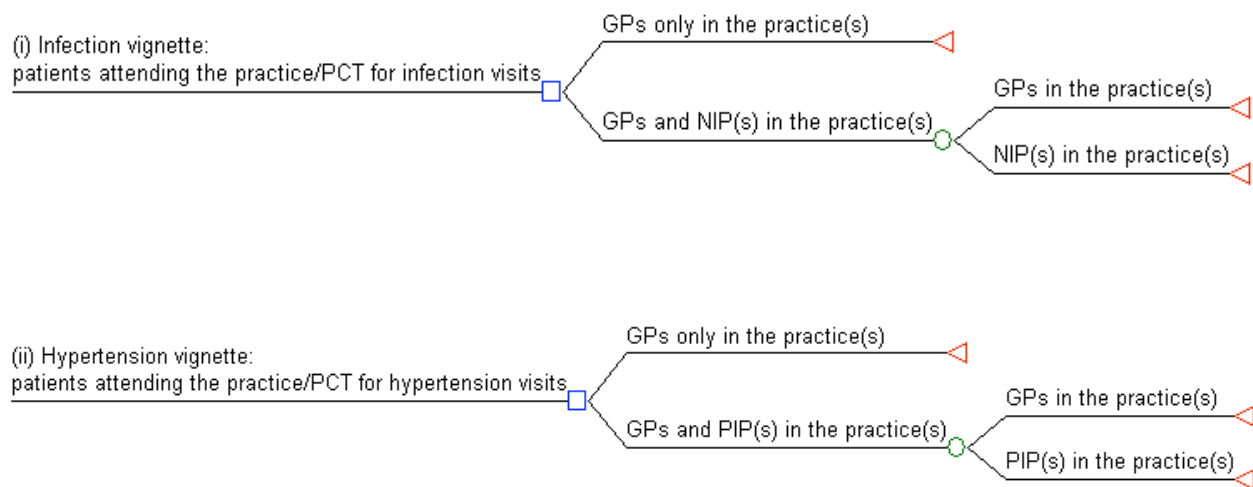 GPs only in the practice(s)
(i) Infection vignette:
patients attending the practice/PCT for infection visits
GPs in the practice(s)
GPs and NIP(s) in the practice(s)
NIP(s) in the practice(s)
GPs only in the practice(s)
(ii) Hypertension vignette:
patients attending the practice/PCT for hypertension visits
GPs in the practice(s)
GPs and PIP(s) in the practice(s)
PIP(s) in the practice(s)